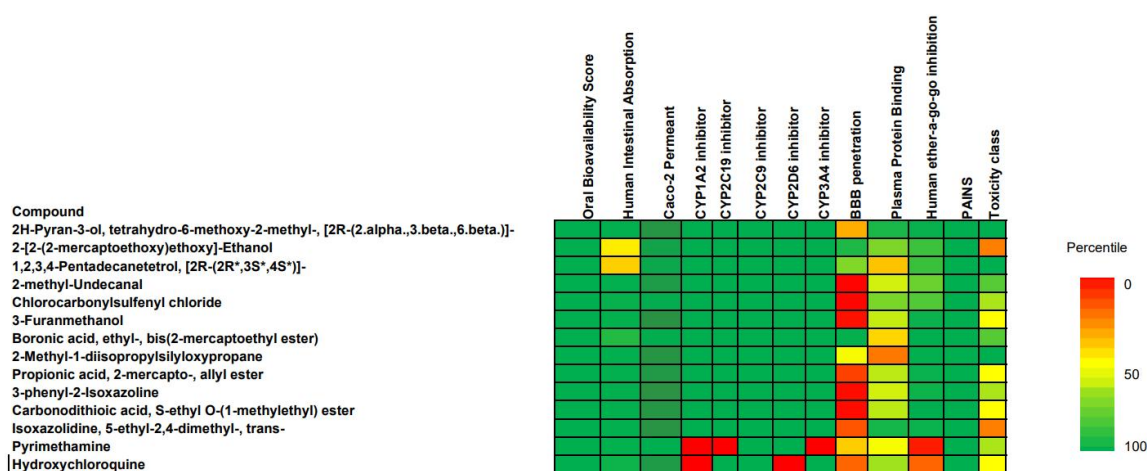 Oral Bioavailability Score
Human Intestinal Absorption
Caco-2 Permeant
CYP1A2 inhibitor
CYP2C19 inhibitor
CYP2C9 inhibitor
CYP2D6 inhibitor
CYP3A4 inhibitor
BBB penetration
Plasma Protein Binding
Human ether-a-go-go inhibition
PAINS
Toxicity class
Compound
2H-Pyran-3-ol, tetrahydro-6-methoxy-2-methyl-, [2R-(2.alpha.,3.beta.,6.beta.)]-
2-[2-(2-mercaptoethoxy)ethoxy]-Ethanol
1,2,3,4-Pentadecanetetrol, [2R-(2R*,3S*,4S*)]-
2-methyl-Undecanal
Chlorocarbonylsulfenyl chloride
3-Furanmethanol
Boronic acid, ethyl-, bis(2-mercaptoethyl ester)
2-Methyl-1-diisopropylsilyloxypropane
Propionic acid, 2-mercapto-, allyl ester
3-phenyl-2-Isoxazoline
Carbonodithioic acid, S-ethyl O-(1-methylethyl) ester
Isoxazolidine, 5-ethyl-2,4-dimethyl-, trans-
Pyrimethamine
Hydroxychloroquine
Percentile
0
50
100